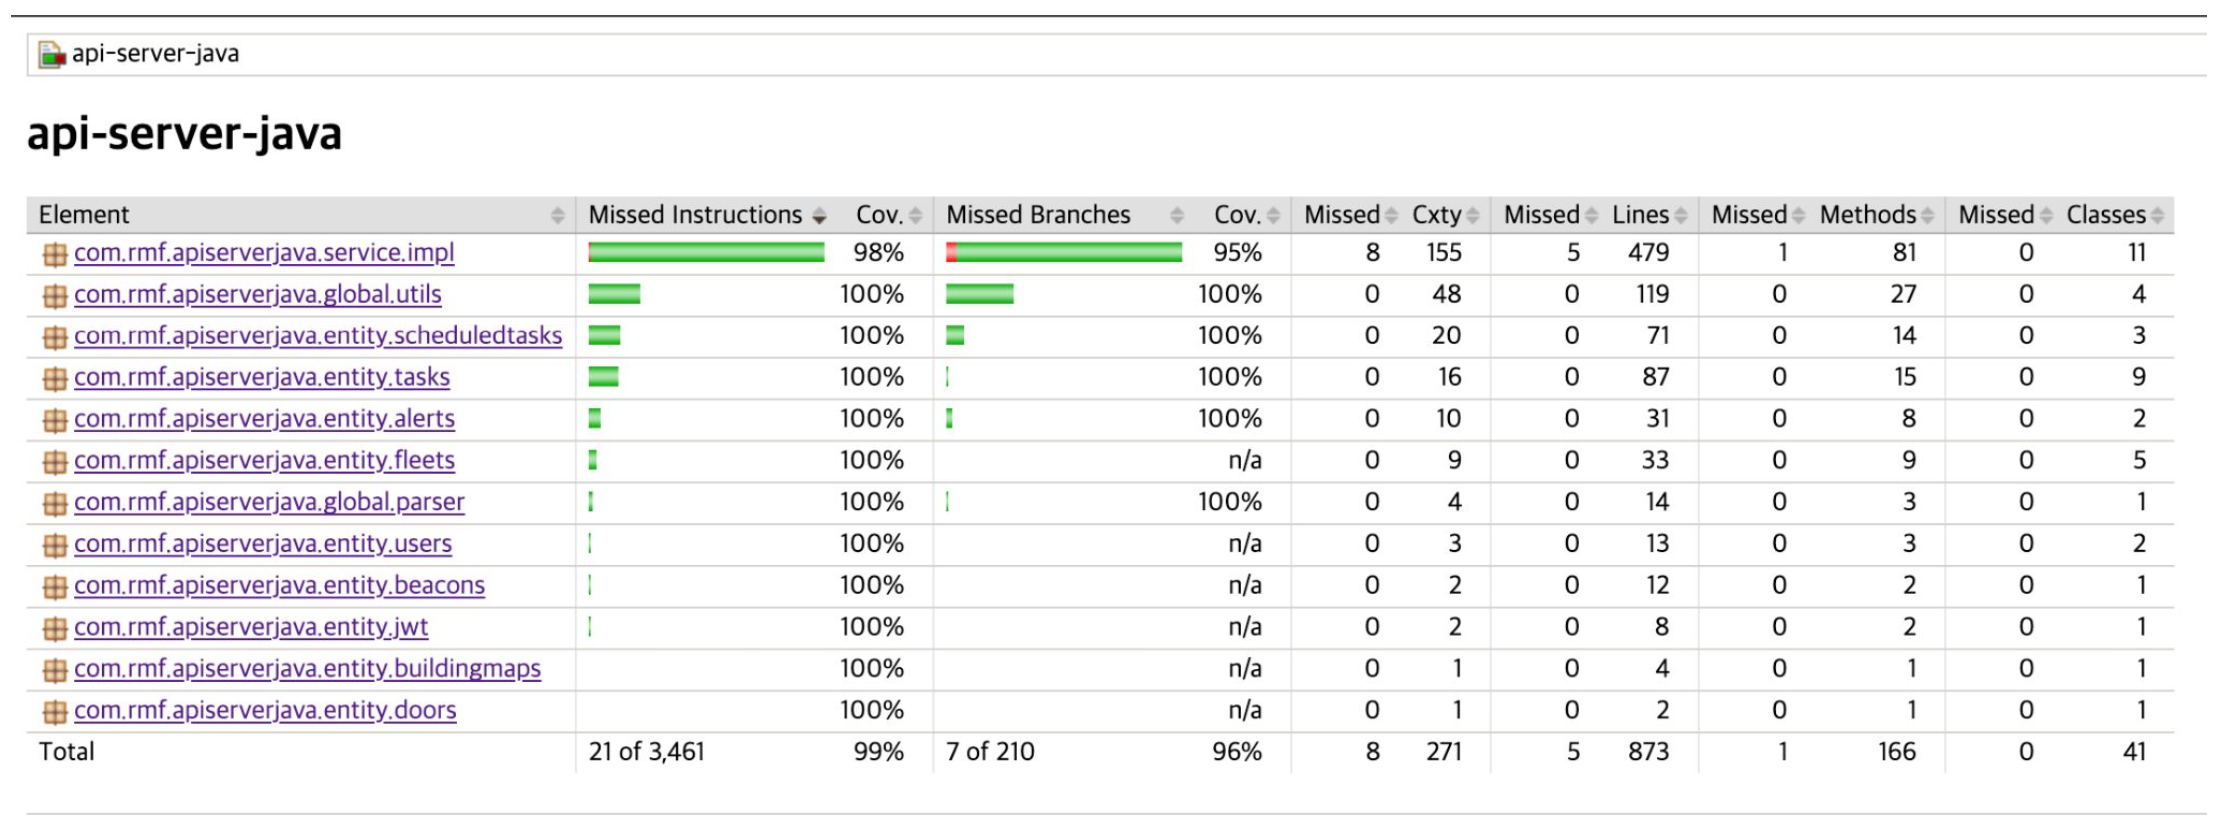 api-server-java
api-server-java
Element Missed Instructions Cov. Missed Branches Cov. Missed Cxty Missed Lines Missed Methods Missed Classes
com.rmf.apiserverjava.service.impl 98% 95% 8 155 5 479 1 81 0 11
com.rmf.apiserverjava.global.utils 100% 100% 0 48 0 119 0 27 0 4
com.rmf.apiserverjava.entity.scheduledtasks 100% 100% 0 20 0 71 0 14 0 3
com.rmf.apiserverjava.entity.tasks 100% 100% 0 16 0 87 0 15 0 9
com.rmf.apiserverjava.entity.alerts 100% 100% 0 10 0 31 0 8 0 2
com.rmf.apiserverjava.entity.fleets 100% n/a 0 9 0 33 0 9 0 5
com.rmf.apiserverjava.global.parser 100% 100% 0 4 0 14 0 3 0 1
com.rmf.apiserverjava.entity.users 100% n/a 0 3 0 13 0 3 0 2
com.rmf.apiserverjava.entity.beacons 100% n/a 0 2 0 12 0 2 0 1
com.rmf.apiserverjava.entity.jwt 100% n/a 0 2 0 8 0 2 0 1
com.rmf.apiserverjava.entity.buildingmaps 100% n/a 0 1 0 4 0 1 0 1
com.rmf.apiserverjava.entity.doors 100% n/a 0 1 0 2 0 1 0 1
Total 21 of 3,461 99% 7 of 210 96% 8 271 5 873 1 166 0 41